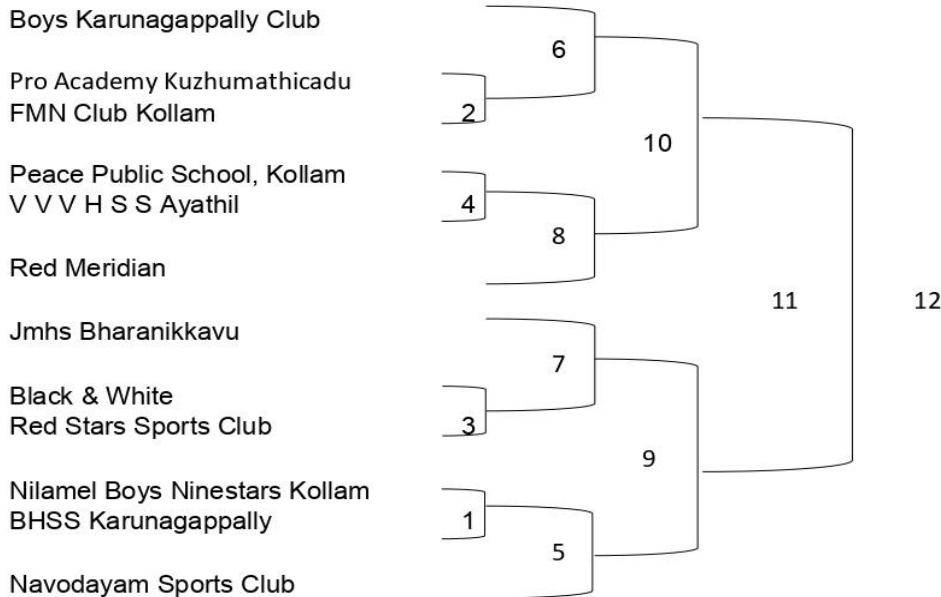 Boys Karunagappally Club
6
Pro Academy Kuzhumathicadu
FMN Club Kollam
2
10
Peace Public School, Kollam
V V V H S S Ayathil
4
8
Red Meridian
11
12
Jmhs Bharanikkavu
7
Black & White
Red Stars Sports Club
3
9
Nilamel Boys Ninestars Kollam
BHSS Karunagappally
1
5
Navodayam Sports Club